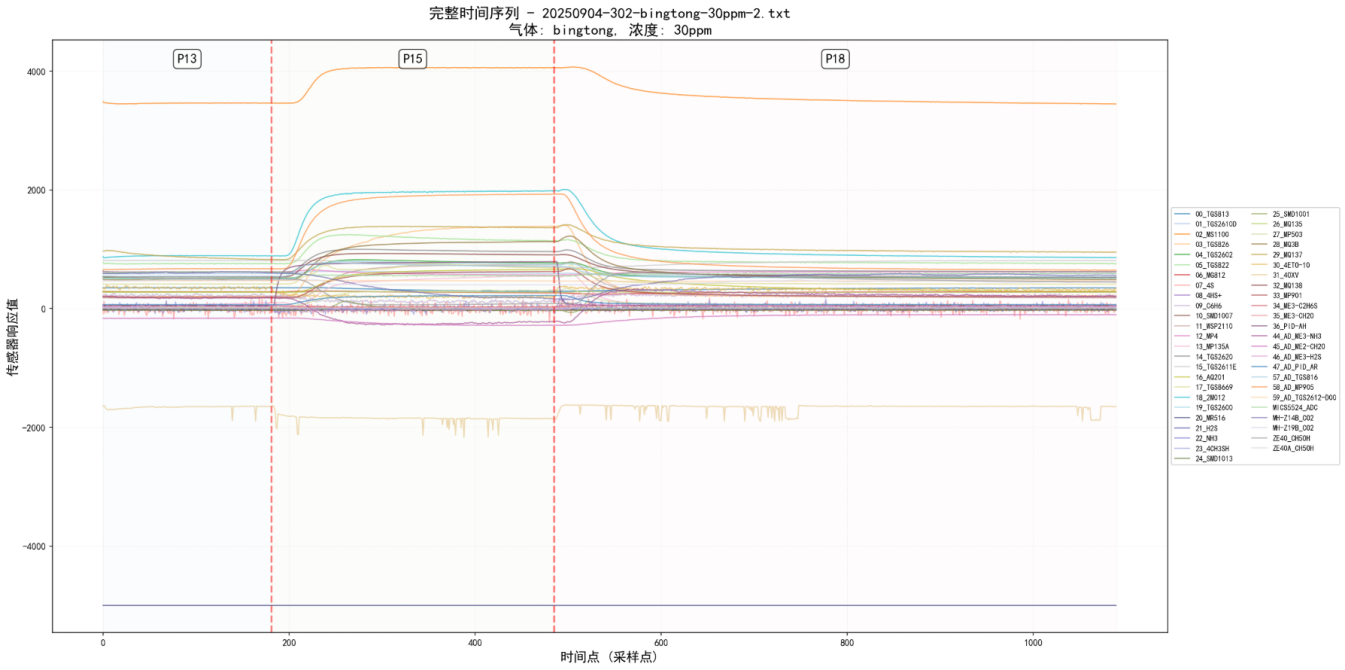 完整时间序列 - 20250904-302-bingtong-30ppm-2.txt
气体: bingtong, 浓度: 30ppm
P13
P15
P18
4000
2000
0
−2000
−4000
传感器响应值
0
200
400
600
800
1000
时间点 (采样点)
00_TGS813
01_TGS2610D
02_MS1100
03_TGS826
04_TGS2602
05_TGS822
06_MG812
07_4S
08_4HS+
09_C6H6
10_SMD1007
11_WSP2110
12_MP4
13_MP135A
14_TGS2620
15_TGS2611E
16_AQ201
17_TGS8669
18_2M012
19_TGS2600
20_MR516
21_H2S
22_NH3
23_4CH3SH
24_SMD1013
25_SMD1001
26_MQ135
27_MP503
28_MQ3B
29_MQ137
30_4ETO-10
31_4OXV
32_MQ138
33_MP901
34_ME3-C2H6S
35_ME3-CH2O
36_PID-AH
44_AD_ME3-NH3
45_AD_ME2-CH2O
46_AD_ME3-H2S
47_AD_PID_AR
57_AD_TGS816
58_AD_MP905
59_AD_TGS2612-D00
MICS5524_ADC
MH-Z14B_CO2
MH-Z19B_CO2
ZE40_CH5OH
ZE40A_CH5OH